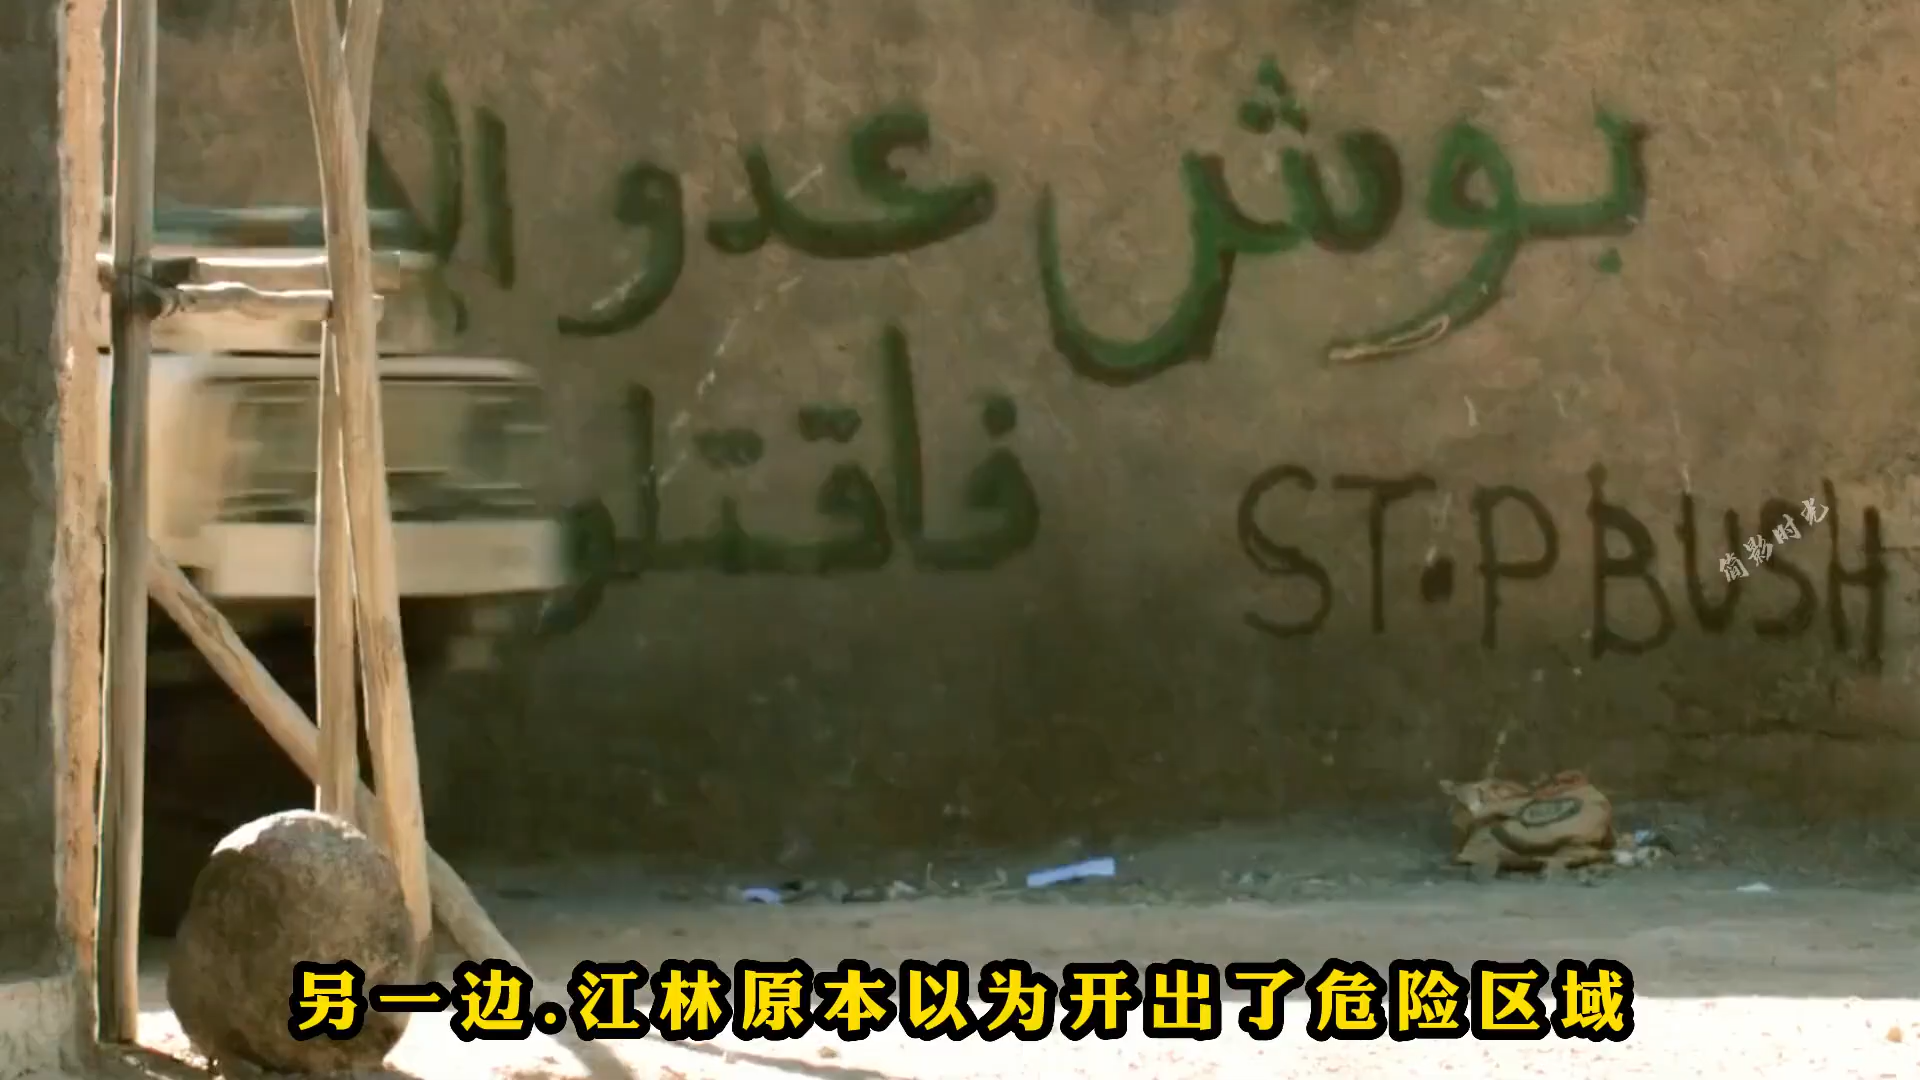 بوش عدو الإ
فاقتلو
ST.P BUSH
简影时光
另一边.江林原本以为开出了危险区域